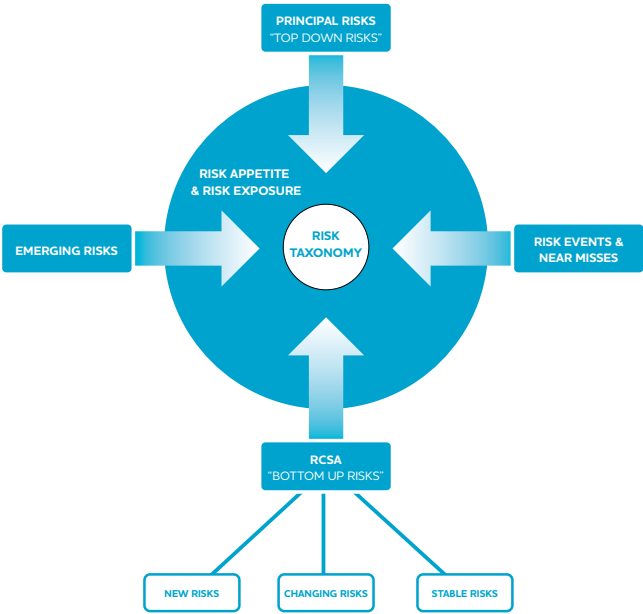 PRINCIPAL RISKS
"TOP DOWN RISKS"
RISK APPETITE
& RISK EXPOSURE
EMERGING RISKS
RISK
TAXONOMY
RISK EVENTS &
NEAR MISSES
RCSA
"BOTTOM UP RISKS"
NEW RISKS
CHANGING RISKS
STABLE RISKS